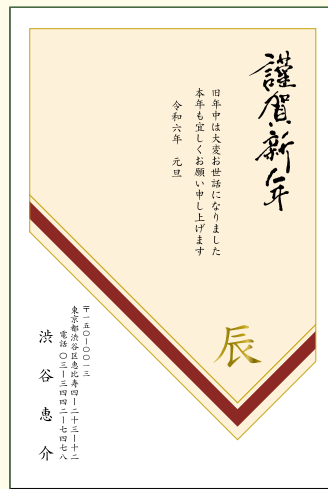 謹賀新年
旧年中は大変お世話になりました
本年も宜しくお願い申し上げます
令和六年 元旦
辰
〒一五〇-〇〇一三
東京都渋谷区恵比寿四-二十三-十二
電話 〇三-三四四二-七四七八
渋谷恵介